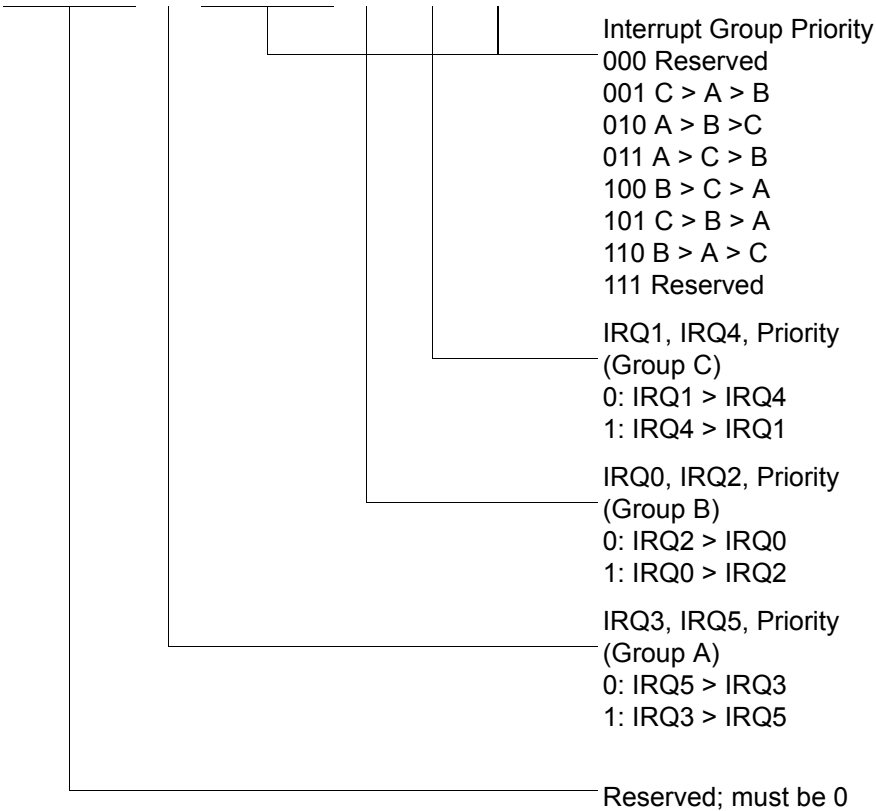 Interrupt Group Priority
000 Reserved
001 C > A > B
010 A > B >C
011 A > C > B
100 B > C > A
101 C > B > A
110 B > A > C
111 Reserved
IRQ1, IRQ4, Priority
(Group C)
0: IRQ1 > IRQ4
1: IRQ4 > IRQ1
IRQ0, IRQ2, Priority
(Group B)
0: IRQ2 > IRQ0
1: IRQ0 > IRQ2
IRQ3, IRQ5, Priority
(Group A)
0: IRQ5 > IRQ3
1: IRQ3 > IRQ5
Reserved; must be 0